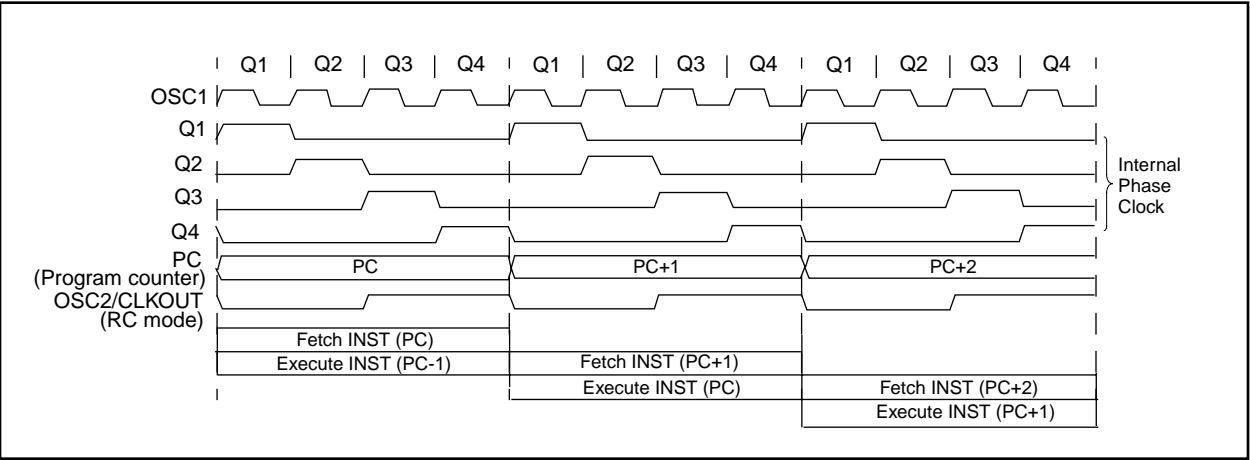 Q1 Q2 Q3 Q4 Q1 Q2 Q3 Q4 Q1 Q2 Q3 Q4
OSC1
Q1
Q2
Q3
Q4
Internal
Phase
Clock
PC
(Program counter)
PC PC+1 PC+2
OSC2/CLKOUT
(RC mode)
Fetch INST (PC)
Execute INST (PC-1) Fetch INST (PC+1)
Execute INST (PC) Fetch INST (PC+2)
Execute INST (PC+1)